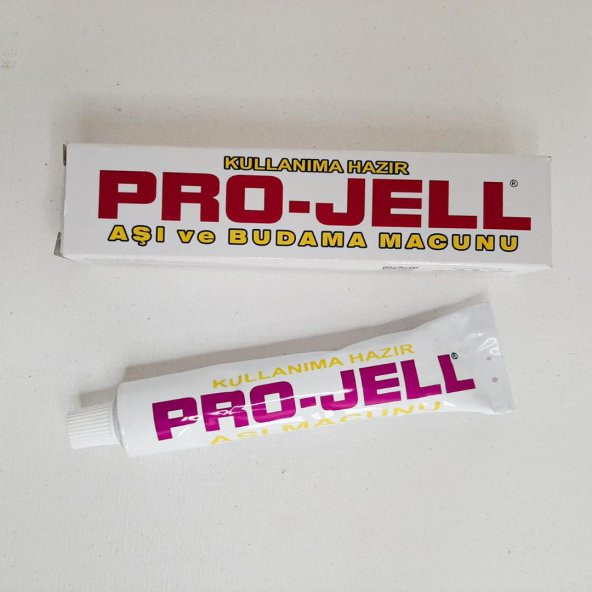 KULLANIMA HAZIR
PRO-JELL®
AŞI ve BUDAMA MACUNU
KULLANIMA HAZIR
PRO-JELL®
AŞI MACUNU